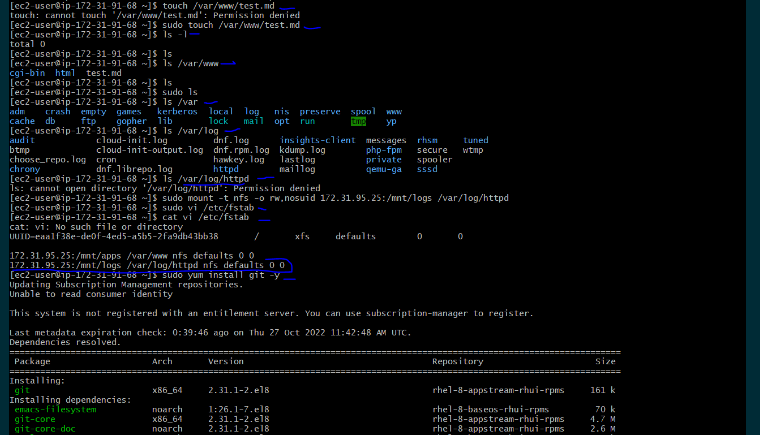 [ec2-user@ip-172-31-91-68 ~]$ touch /var/www/test.md
touch: cannot touch '/var/www/test.md': Permission denied
[ec2-user@ip-172-31-91-68 ~]$ sudo touch /var/www/test.md
[ec2-user@ip-172-31-91-68 ~]$ ls -l
total 0
[ec2-user@ip-172-31-91-68 ~]$ ls
[ec2-user@ip-172-31-91-68 ~]$ ls /var/www
cgi-bin html test.md
[ec2-user@ip-172-31-91-68 ~]$ ls
[ec2-user@ip-172-31-91-68 ~]$ sudo ls
[ec2-user@ip-172-31-91-68 ~]$ ls /var
adm crash empty games kerberos local log nis preserve spool www
cache db ftp gopher lib lock mail opt run tmp yp
[ec2-user@ip-172-31-91-68 ~]$ ls /var/log
audit cloud-init.log dnf.log insights-client messages rhsm tuned
btmp cloud-init-output.log dnf.rpm.log kdump.log php-fpm secure wtmp
choose_repo.log cron hawkey.log lastlog private spooler
chrony dnf.librepo.log httpd maillog qemu-ga sssd
[ec2-user@ip-172-31-91-68 ~]$ ls /var/log/httpd
ls: cannot open directory '/var/log/httpd': Permission denied
[ec2-user@ip-172-31-91-68 ~]$ sudo mount -t nfs -o rw,nosuid 172.31.95.25:/mnt/logs /var/log/httpd
[ec2-user@ip-172-31-91-68 ~]$ sudo vi /etc/fstab
[ec2-user@ip-172-31-91-68 ~]$ cat vi /etc/fstab
cat: vi: No such file or directory
UUID=eaa1f38e-de0f-4ed5-a5b5-2fa9db43bb38 / xfs defaults 0 0
172.31.95.25:/mnt/apps /var/www nfs defaults 0 0
172.31.95.25:/mnt/logs /var/log/httpd nfs defaults 0 0
[ec2-user@ip-172-31-91-68 ~]$ sudo yum install git -y
Updating Subscription Management repositories.
Unable to read consumer identity
This system is not registered with an entitlement server. You can use subscription-manager to register.
Last metadata expiration check: 0:39:46 ago on Thu 27 Oct 2022 11:42:48 AM UTC.
Dependencies resolved.
Package Arch Version Repository Size
Installing:
git x86_64 2.31.1-2.el8 rhel-8-appstream-rhui-rpms 161 k
Installing dependencies:
emacs-filesystem noarch 1:26.1-7.el8 rhel-8-baseos-rhui-rpms 70 k
git-core x86_64 2.31.1-2.el8 rhel-8-appstream-rhui-rpms 4.7 M
git-core-doc noarch 2.31.1-2.el8 rhel-8-appstream-rhui-rpms 2.6 M